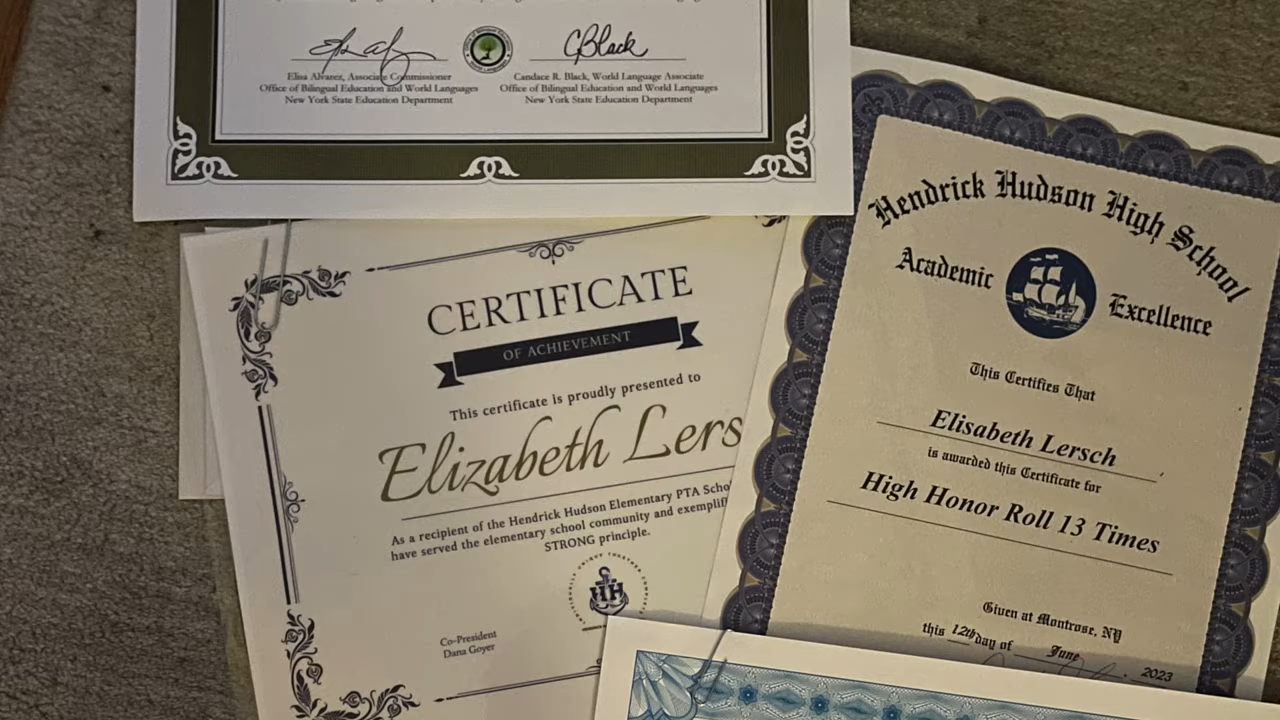 Elisa Alvarez, Associate Commissioner
Office of Bilingual Education and World Languages
New York State Education Department
CBlack
Candace R. Black, World Language Associate
Office of Bilingual Education and World Languages
New York State Education Department
CERTIFICATE
OF ACHIEVEMENT
This certificate is proudly presented to
Elizabeth Lers
As a recipient of the Hendrick Hudson Elementary PTA Scho
have served the elementary school community and exemplif
STRONG principle.
HH
Co-President
Dana Goyer
Hendrick Hudson High School
Academic Excellence
This Certifies That
Elisabeth Lersch
is awarded this Certificate for
High Honor Roll 13 Times
Given at Montrose, NY
this 12th day of June 2023